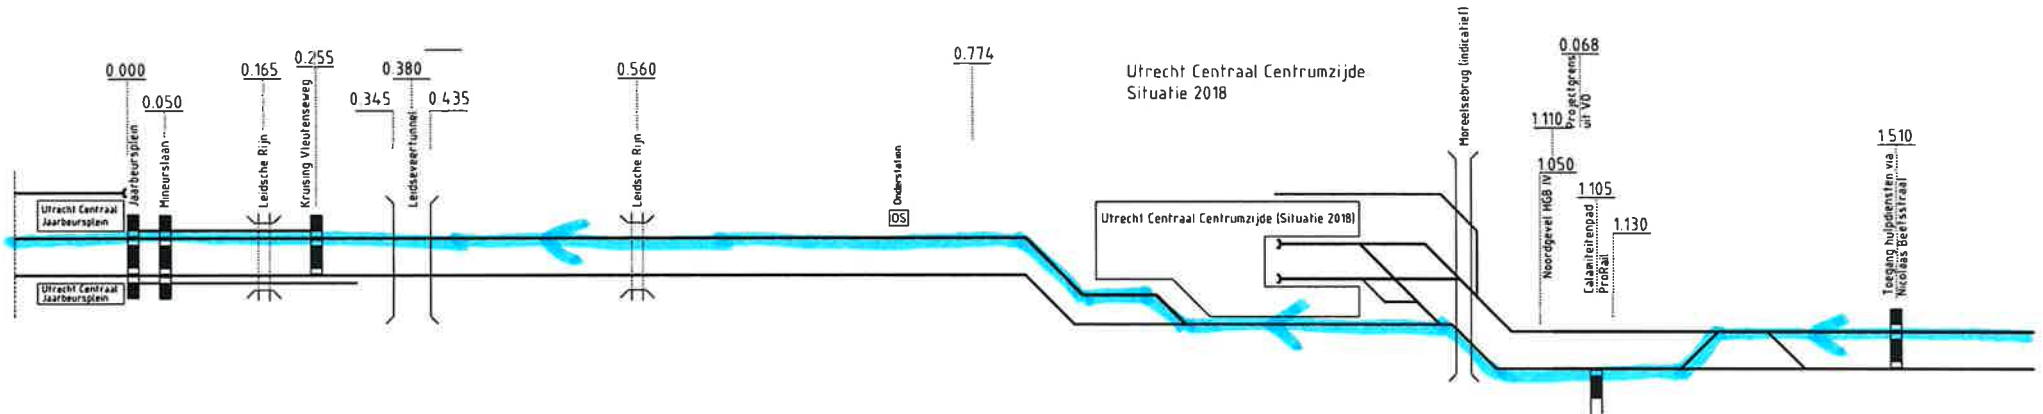 0.000
Jaarbeursplein
0.050
Mineurslaan
0.165
Leidsche Rijn
0.255
Kruising Vleutenseweg
0.345
0.380
Leidseveertunnel
0.435
0.560
Leidsche Rijn
Onderstation
OS
0.774
Utrecht Centraal Centrumzijde
Situatie 2018
Utrecht Centraal Centrumzijde (Situatie 2018)
Moreelsebrug (indicatief)
0.068
Projectgrens
uit VO
1.110
1.050
Noordgevel HGB IV
1.105
Calamiteitenpad
ProRail
1.130
1.510
Toegang hulpdiensten via
Nicolaas Beetsstraat
Utrecht Centraal
Jaarbeursplein
Utrecht Centraal
Jaarbeursplein